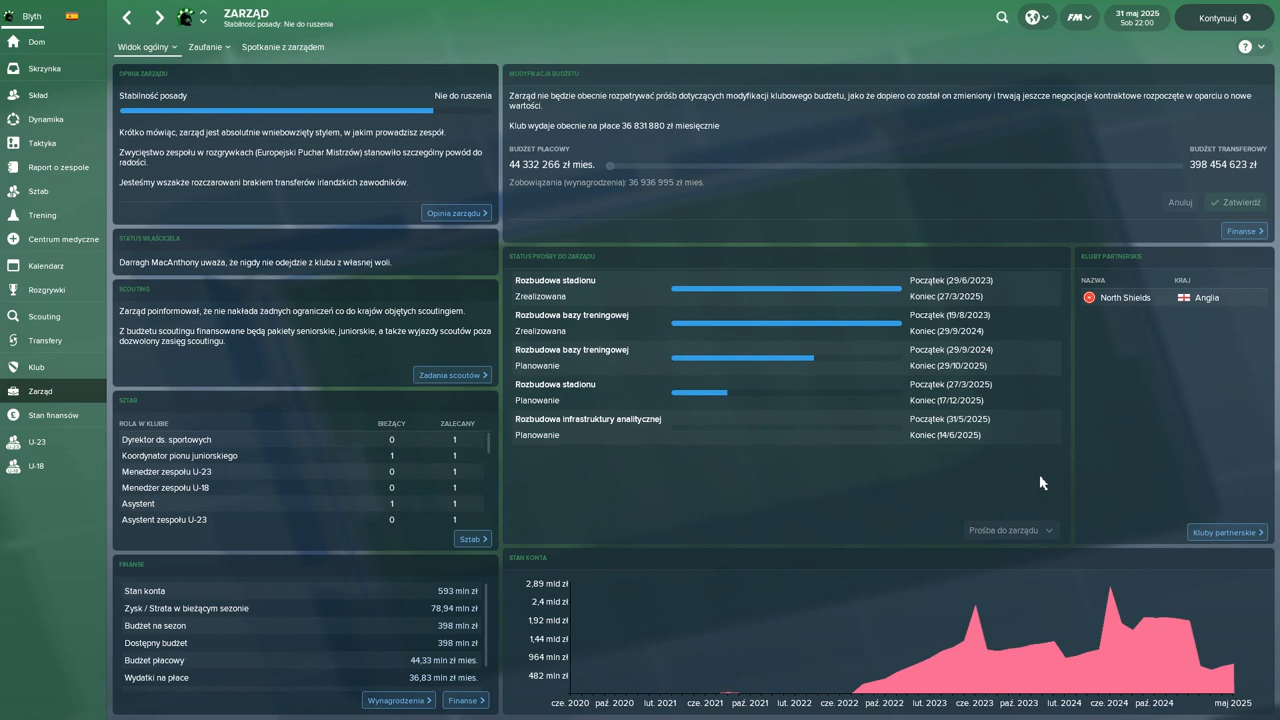 Blyth
Dom
Skrzynka
Skład
Dynamika
Taktyka
Raport o zespole
Sztab
Trening
Centrum medyczne
Kalendarz
Rozgrywki
Scouting
Transfery
Klub
Zarząd
Stan finansów
U-23
U-18
ZARZĄD
Stabilność posady: Nie do ruszenia
FM
31 maj 2025
Sob 22:00
Kontynuuj
Widok ogólny
Zaufanie
Spotkanie z zarządem
?
OPINIA ZARZĄDU
Stabilność posady Nie do ruszenia
Krótko mówiąc, zarząd jest absolutnie wniebowzięty stylem, w jakim prowadzisz zespół.
Zwycięstwo zespołu w rozgrywkach (Europejski Puchar Mistrzów) stanowiło szczególny powód do
radości.
Jesteśmy wszakże rozczarowani brakiem transferów irlandzkich zawodników.
Opinia zarządu
STATUS WŁAŚCICIELA
Darragh MacAnthony uważa, że nigdy nie odejdzie z klubu z własnej woli.
SCOUTING
Zarząd poinformował, że nie nakłada żadnych ograniczeń co do krajów objętych scoutingiem.
Z budżetu scoutingu finansowane będą pakiety seniorskie, juniorskie, a także wyjazdy scoutów poza
dozwolony zasięg scoutingu.
Zadania scoutów
SZTAB
ROLA W KLUBIE BIEŻĄCY ZALECANY
Dyrektor ds. sportowych 0 1
Koordynator pionu juniorskiego 1 1
Menedżer zespołu U-23 0 1
Menedżer zespołu U-18 0 1
Asystent 1 1
Asystent zespołu U-23 0 1
Sztab
FINANSE
Stan konta 593 mln zł
Zysk / Strata w bieżącym sezonie 78,94 mln zł
Budżet na sezon 398 mln zł
Dostępny budżet 398 mln zł
Budżet płacowy 44,33 mln zł mies.
Wydatki na płace 36,83 mln zł mies.
Wynagrodzenia
Finanse
MODYFIKACJA BUDŻETU
Zarząd nie będzie obecnie rozpatrywać próśb dotyczących modyfikacji klubowego budżetu, jako że dopiero co został on zmieniony i trwają jeszcze negocjacje kontraktowe rozpoczęte w oparciu o nowe
wartości.
Klub wydaje obecnie na płace 36 831 880 zł miesięcznie
BUDŻET PŁACOWY BUDŻET TRANSFEROWY
44 332 266 zł mies. 398 454 623 zł
Zobowiązania (wynagrodzenia): 36 936 995 zł mies.
Anuluj
Zatwierdź
Finanse
STATUS PROŚBY DO ZARZĄDU
Rozbudowa stadionu Początek (29/6/2023)
Zrealizowana Koniec (27/3/2025)
Rozbudowa bazy treningowej Początek (19/8/2023)
Zrealizowana Koniec (29/9/2024)
Rozbudowa bazy treningowej Początek (29/9/2024)
Planowanie Koniec (29/10/2025)
Rozbudowa stadionu Początek (27/3/2025)
Planowanie Koniec (17/12/2025)
Rozbudowa infrastruktury analitycznej Początek (31/5/2025)
Planowanie Koniec (14/6/2025)
Prośba do zarządu
KLUBY PARTNERSKIE
NAZWA KRAJ
North Shields Anglia
Kluby partnerskie
STAN KONTA
2,89 mld zł
2,4 mld zł
1,92 mld zł
1,44 mld zł
964 mln zł
482 mln zł
cze. 2020 paź. 2020 lut. 2021 cze. 2021 paź. 2021 lut. 2022 cze. 2022 paź. 2022 lut. 2023 cze. 2023 paź. 2023 lut. 2024 cze. 2024 paź. 2024 maj 2025